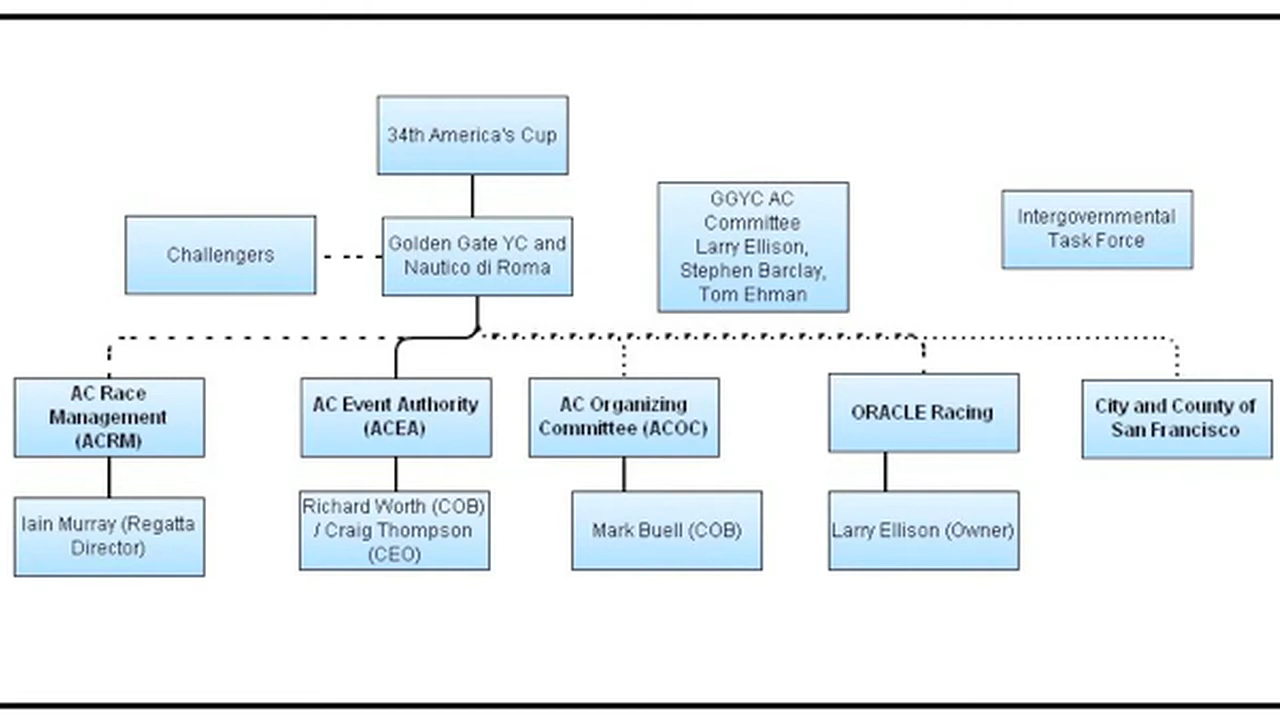 34th America's Cup
GGYC AC
Committee
Larry Ellison,
Stephen Barclay,
Tom Ehman
Intergovernmental
Task Force
Challengers
Golden Gate YC and
Nautico di Roma
AC Race
Management
(ACRM)
AC Event Authority
(ACEA)
AC Organizing
Committee (ACOC)
ORACLE Racing
City and County of
San Francisco
Iain Murray (Regatta
Director)
Richard Worth (COB)
/ Craig Thompson
(CEO)
Mark Buell (COB)
Larry Ellison (Owner)